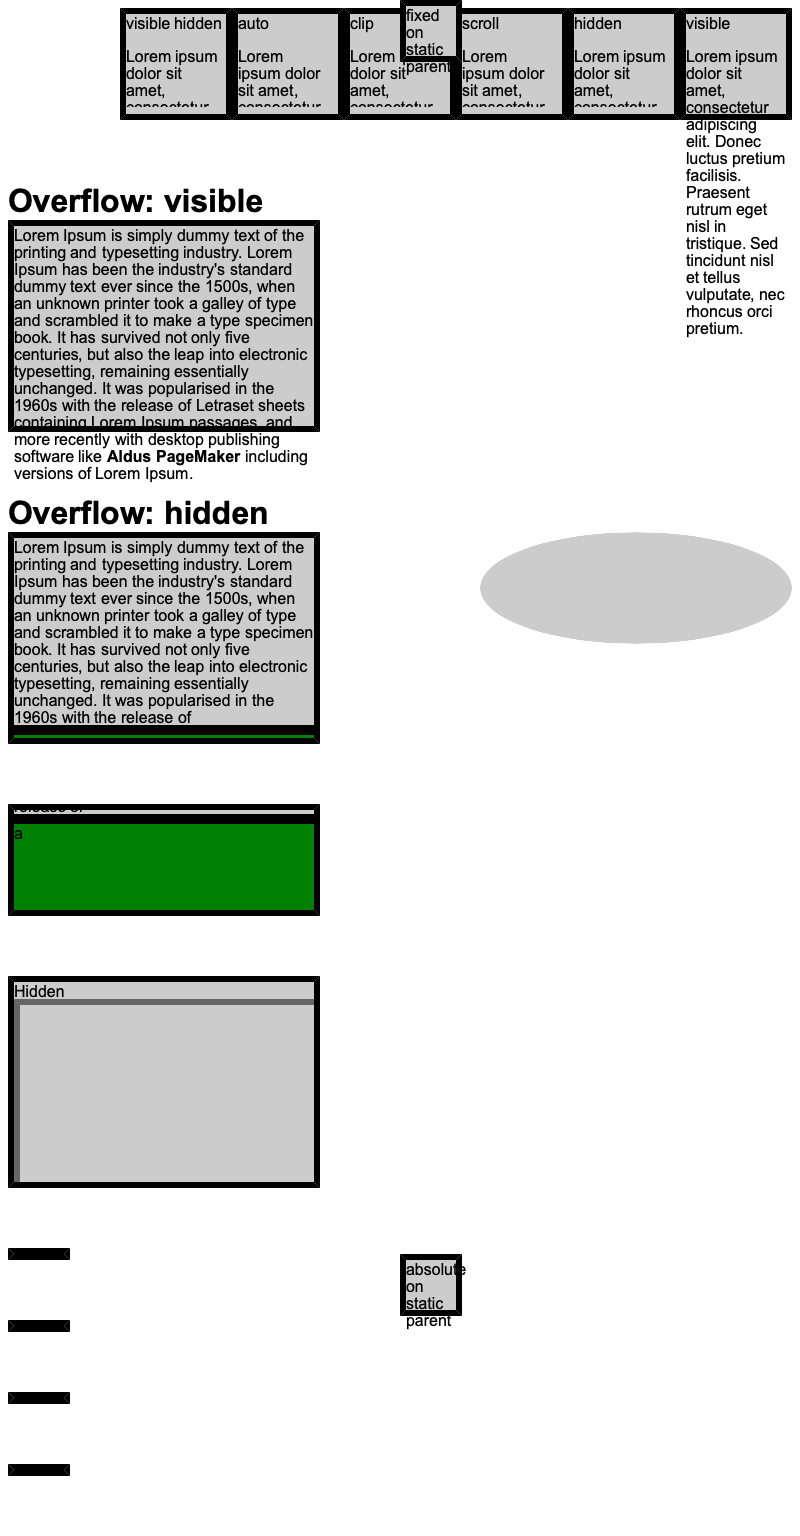 visible hidden
Lorem ipsum
dolor sit
amet,
consectetur
auto
Lorem
ipsum dolor
sit amet,
consectetur
clip
Lorem ipsum
dolor sit
amet,
consectetur
fixed
on
static
parent
scroll
Lorem
ipsum dolor
sit amet,
consectetur
hidden
Lorem ipsum
dolor sit
amet,
consectetur
visible
Lorem ipsum
dolor sit
amet,
consectetur
adipiscing
elit. Donec
luctus pretium
facilisis.
Praesent
rutrum eget
nisl in
tristique. Sed
tincidunt nisl
et tellus
vulputate, nec
rhoncus orci
pretium.
Overflow: visible
Lorem Ipsum is simply dummy text of the
printing and typesetting industry. Lorem
Ipsum has been the industry's standard
dummy text ever since the 1500s, when
an unknown printer took a galley of type
and scrambled it to make a type specimen
book. It has survived not only five
centuries, but also the leap into electronic
typesetting, remaining essentially
unchanged. It was popularised in the
1960s with the release of Letraset sheets
containing Lorem Ipsum passages, and
more recently with desktop publishing
software like Aldus PageMaker including
versions of Lorem Ipsum.
Overflow: hidden
Lorem Ipsum is simply dummy text of the
printing and typesetting industry. Lorem
Ipsum has been the industry's standard
dummy text ever since the 1500s, when
an unknown printer took a galley of type
and scrambled it to make a type specimen
book. It has survived not only five
centuries, but also the leap into electronic
typesetting, remaining essentially
unchanged. It was popularised in the
1960s with the release of
release of
a
Hidden
absolute
on
static
parent